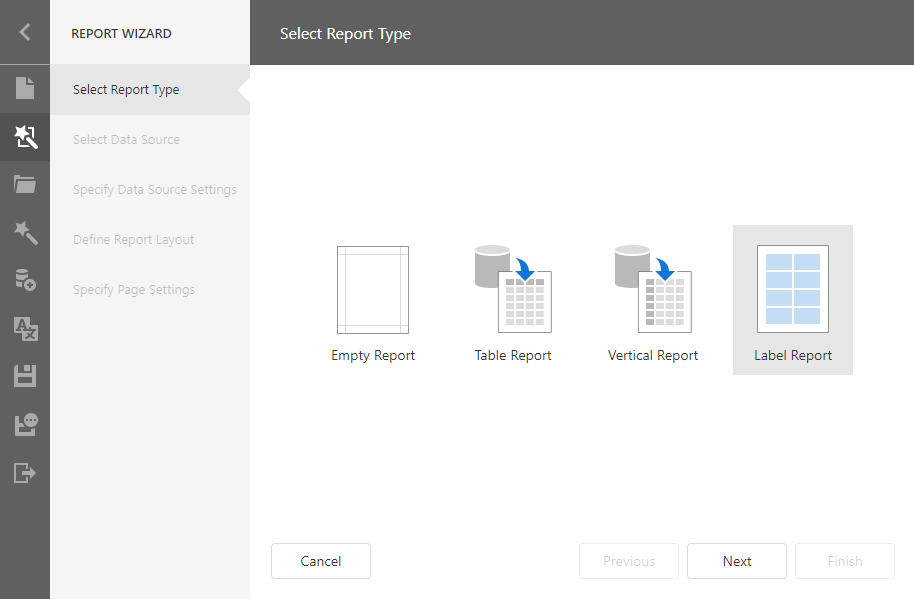 REPORT WIZARD
Select Report Type
Select Report Type
Select Data Source
Specify Data Source Settings
Define Report Layout
Specify Page Settings
Empty Report
Table Report
Vertical Report
Label Report
Cancel
Previous
Next
Finish